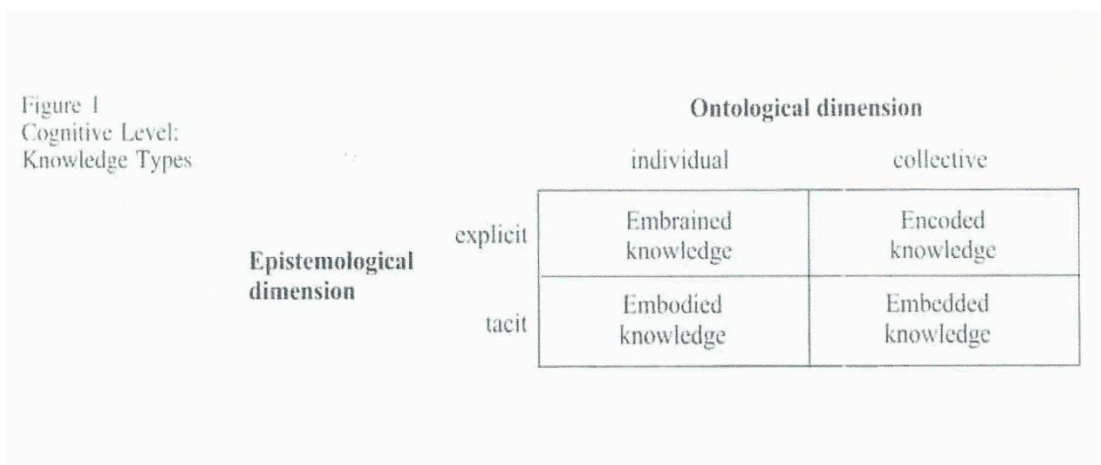 Figure 1
Cognitive Level:
Knowledge Types
Ontological dimension
individual collective
explicit
Embrained knowledge
Encoded knowledge
Epistemological dimension
tacit
Embodied knowledge
Embedded knowledge